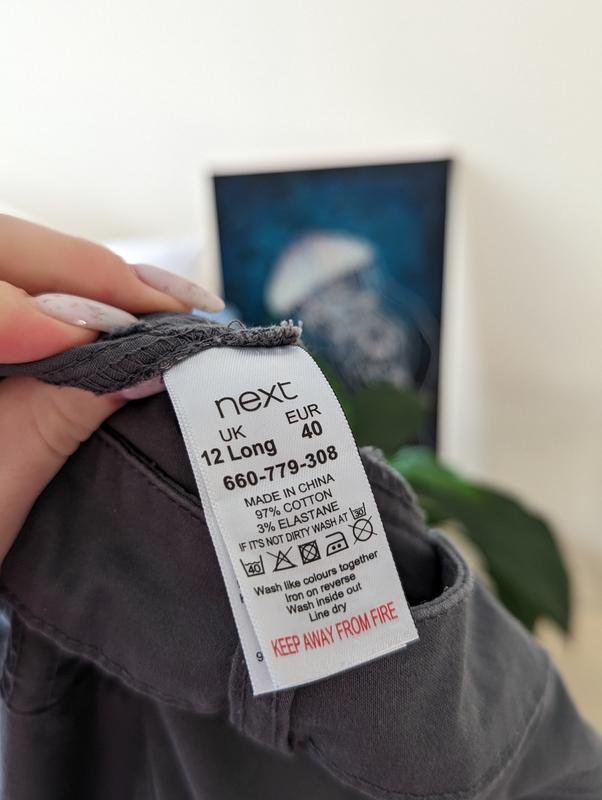 next
UK EUR
12 Long 40
660-779-308
MADE IN CHINA
97% COTTON
3% ELASTANE
IF IT'S NOT DIRTY WASH AT 30
40
Wash like colours together
Iron on reverse
Wash inside out
Line dry
KEEP AWAY FROM FIRE
9